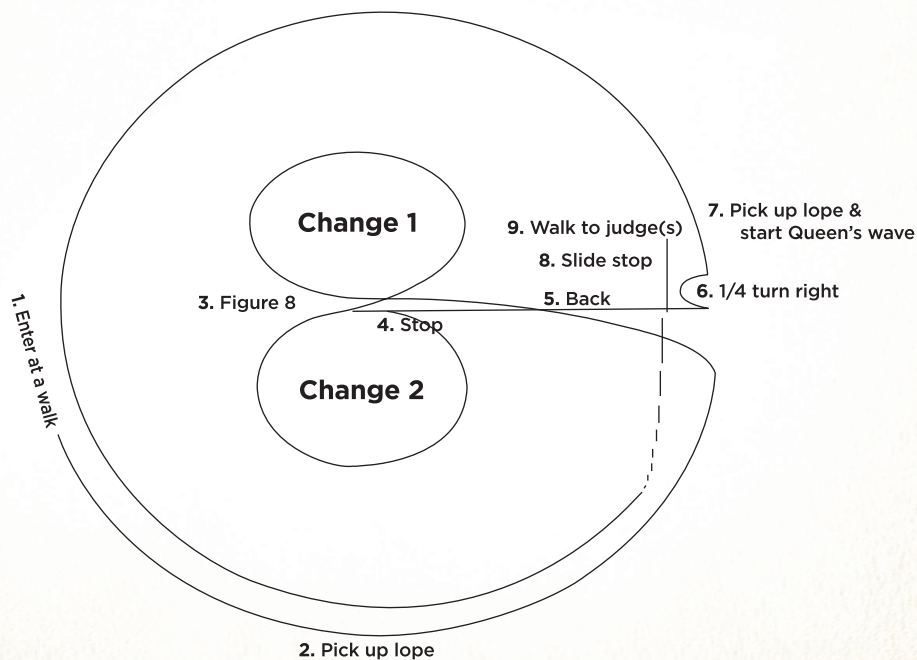 1. Enter at a walk
2. Pick up lope
3. Figure 8
Change 1
Change 2
4. Stop
5. Back
6. 1/4 turn right
7. Pick up lope &
start Queen's wave
8. Slide stop
9. Walk to judge(s)